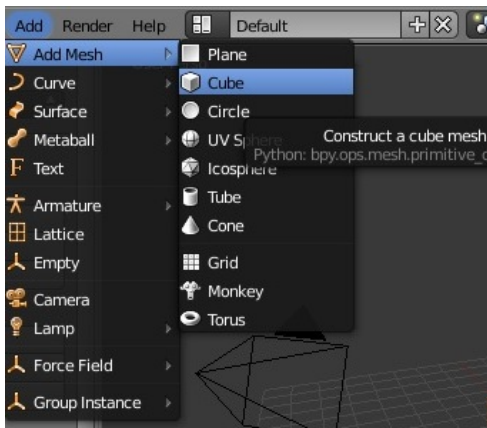 Add Render Help Default
Add Mesh
Curve
Surface
Metaball
Text
Armature
Lattice
Empty
Camera
Lamp
Force Field
Group Instance
Plane
Cube
Circle
UV Sphere
Icosphere
Tube
Cone
Grid
Monkey
Torus
Construct a cube mesh
Python: bpy.ops.mesh.primitive_c